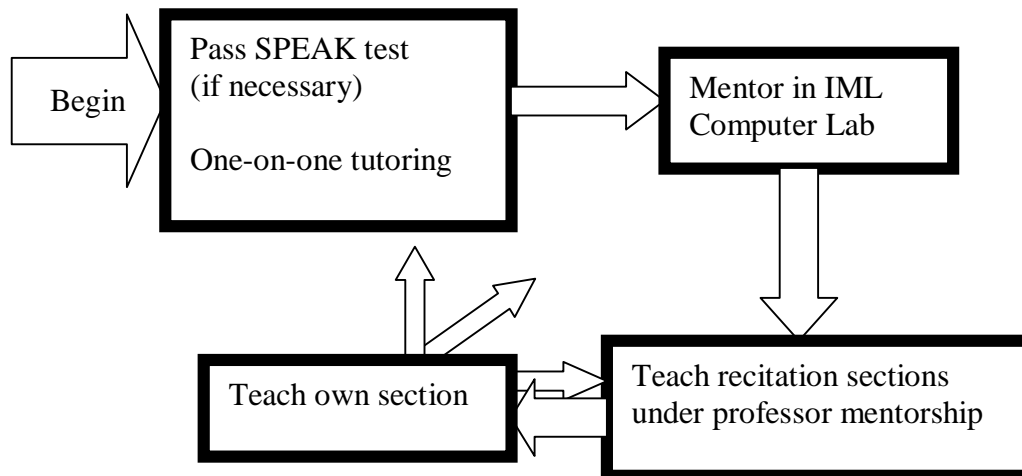 Begin
Pass SPEAK test
(if necessary)
One-on-one tutoring
Mentor in IML
Computer Lab
Teach own section
Teach recitation sections
under professor mentorship